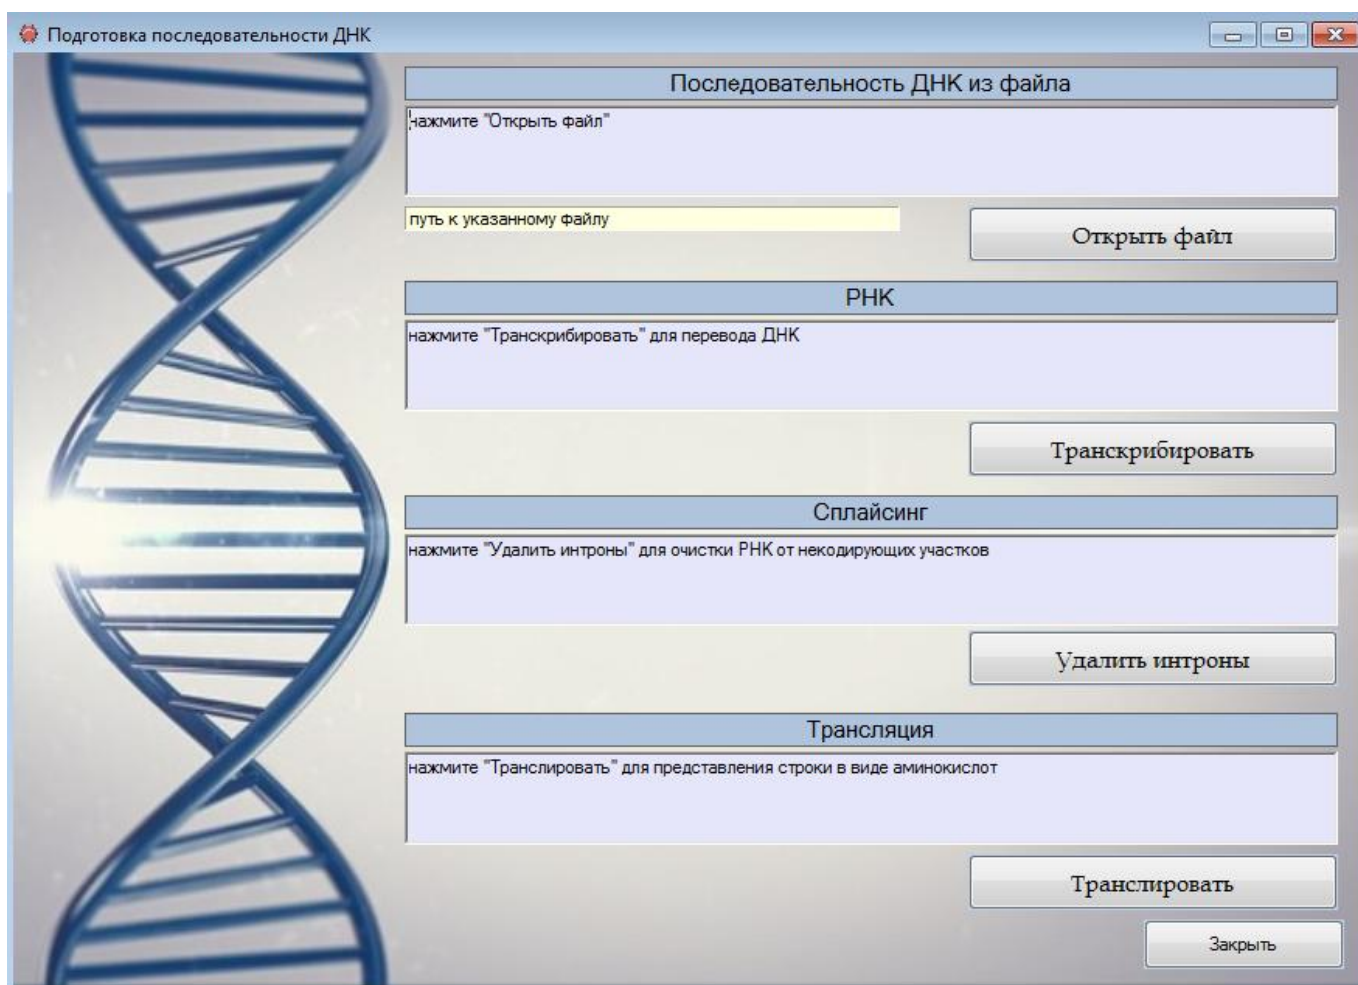 Подготовка последовательности ДНК
Последовательность ДНК из файла
нажмите "Открыть файл"
путь к указанному файлу
Открыть файл
РНК
нажмите "Транскрибировать" для перевода ДНК
Транскрибировать
Сплайсинг
нажмите "Удалить интроны" для очистки РНК от некодирующих участков
Удалить интроны
Трансляция
нажмите "Транслировать" для представления строки в виде аминокислот
Транслировать
Закрыть